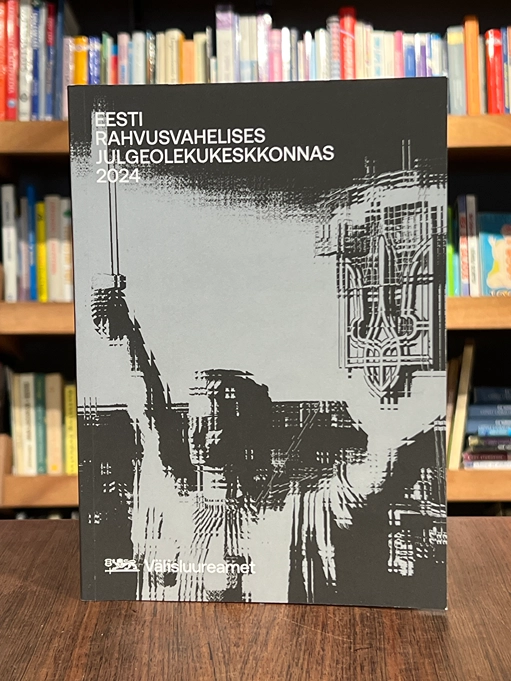 EESTI
RAHVUSVAHELISES
JULGEOLEKUKESKKONNAS
2024
Välisluureamet